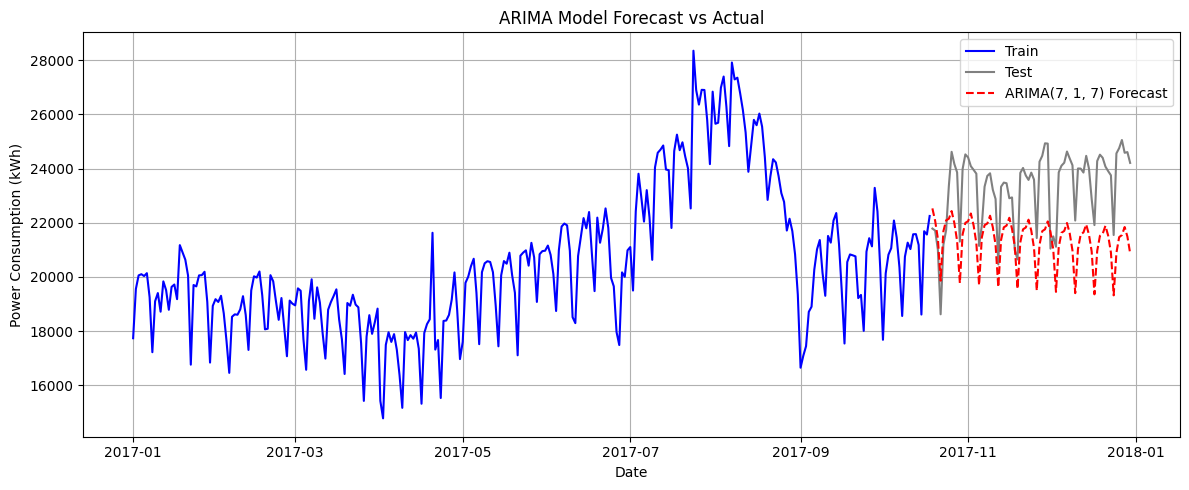 ARIMA Model Forecast vs Actual
Train
Test
ARIMA(7, 1, 7) Forecast
Power Consumption (kWh)
28000
26000
24000
22000
20000
18000
16000
2017-01
2017-03
2017-05
2017-07
2017-09
2017-11
2018-01
Date